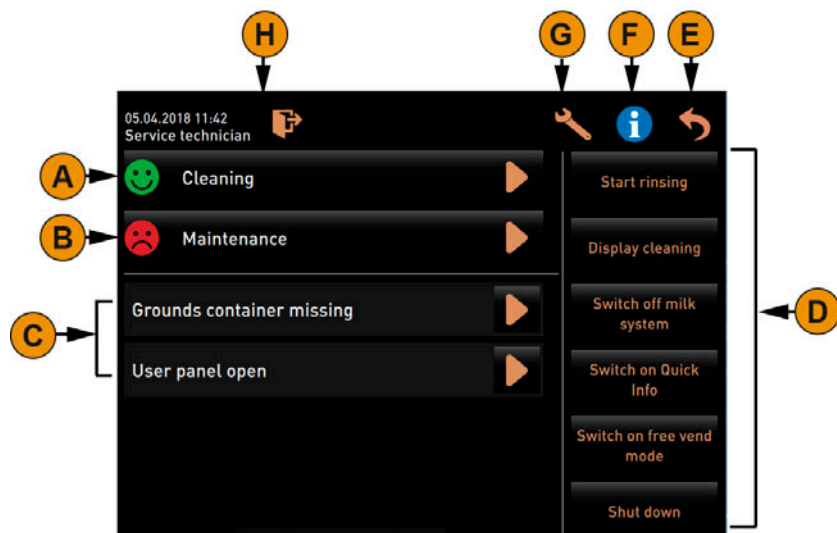 H
G
F
E
05.04.2018 11:42
Service technician
i
A
Cleaning
Start rinsing
B
Maintenance
Display cleaning
C
Grounds container missing
Switch off milk
system
D
User panel open
Switch on Quick
Info
Switch on free vend
mode
Shut down